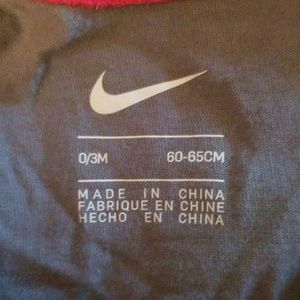 0/3M 60-65CM
MADE IN CHINA
FABRIQUE EN CHINE
HECHO EN CHINA